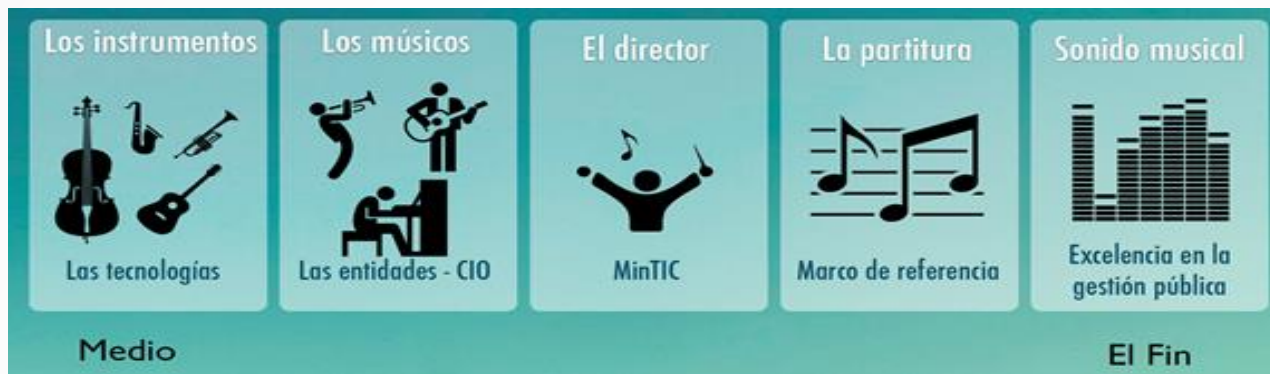 Los instrumentos
Las tecnologías
Los músicos
Las entidades - CIO
El director
MinTIC
La partitura
Marco de referencia
Sonido musical
Excelencia en la
gestión pública
Medio
El Fin